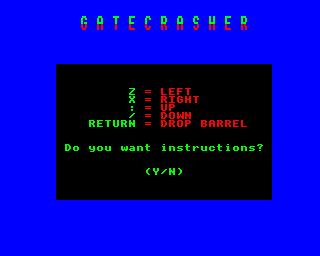 GATECRASHER
Z = LEFT
X = RIGHT
: = UP
/ = DOWN
RETURN = DROP BARREL
Do you want instructions?
(Y/N)